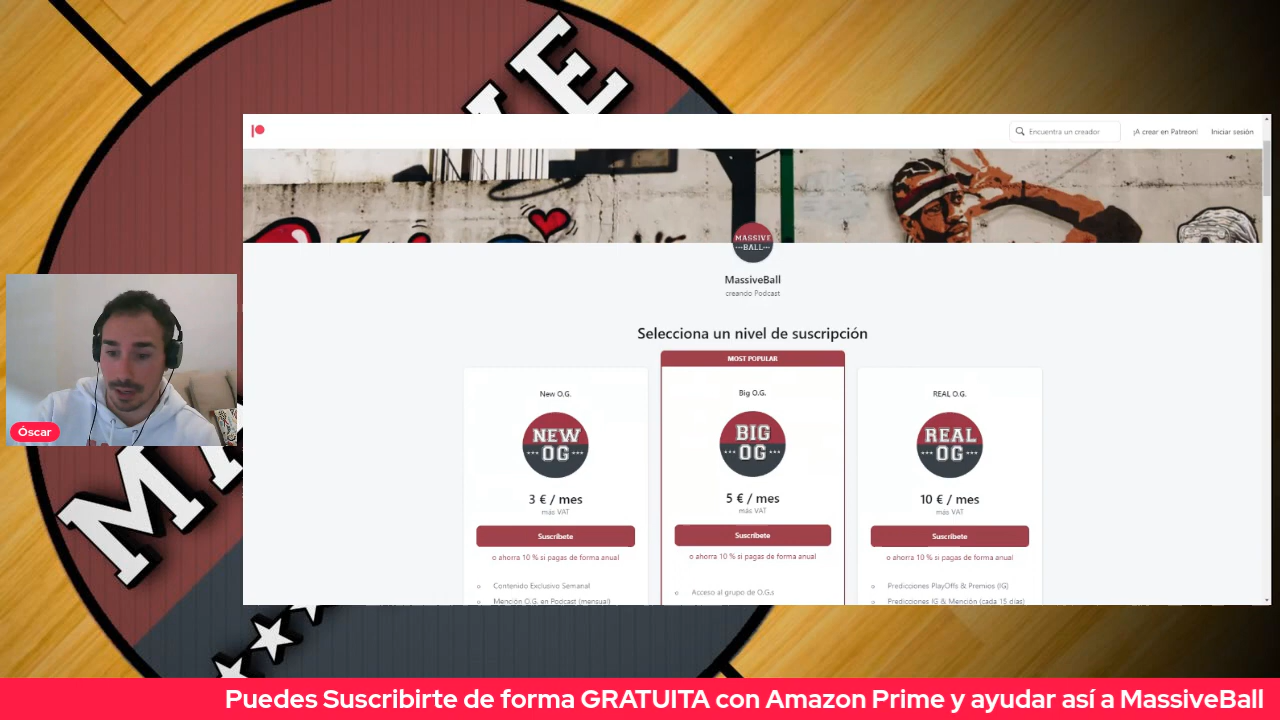 Encuentra un creador
¡A crear en Patreon!
Iniciar sesión
MASSIVE
BALL
MassiveBall
creando Podcast
Selecciona un nivel de suscripción
New O.G.
NEW
OG
3 € / mes
más VAT
Suscríbete
o ahorra 10 % si pagas de forma anual
Contenido Exclusivo Semanal
Mención O.G. en Podcast (mensual)
MOST POPULAR
Big O.G.
BIG
OG
5 € / mes
más VAT
Suscríbete
o ahorra 10 % si pagas de forma anual
Acceso al grupo de O.G.s
REAL O.G.
REAL
OG
10 € / mes
más VAT
Suscríbete
o ahorra 10 % si pagas de forma anual
Predicciones PlayOffs & Premios (IG)
Predicciones IG & Mención (cada 15 días)
Óscar
Puedes Suscribirte de forma GRATUITA con Amazon Prime y ayudar así a MassiveBall